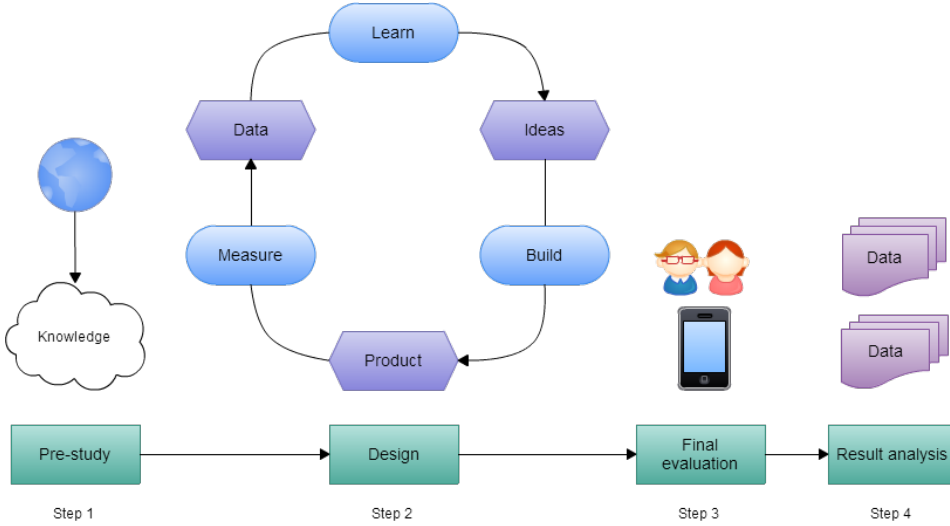 Learn
Data
Ideas
Measure
Build
Knowledge
Product
Data
Data
Pre-study
Design
Final
evaluation
Result analysis
Step 1
Step 2
Step 3
Step 4